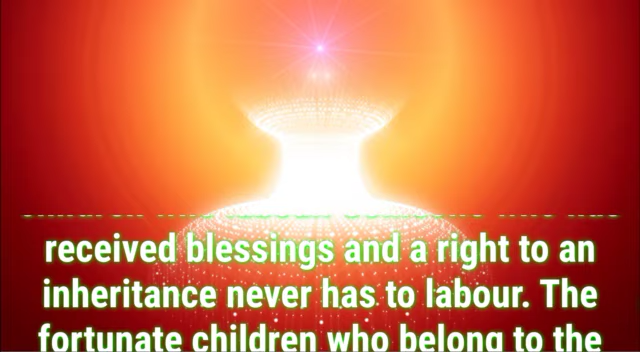 received blessings and a right to an
inheritance never has to labour. The
fortunate children who belong to the